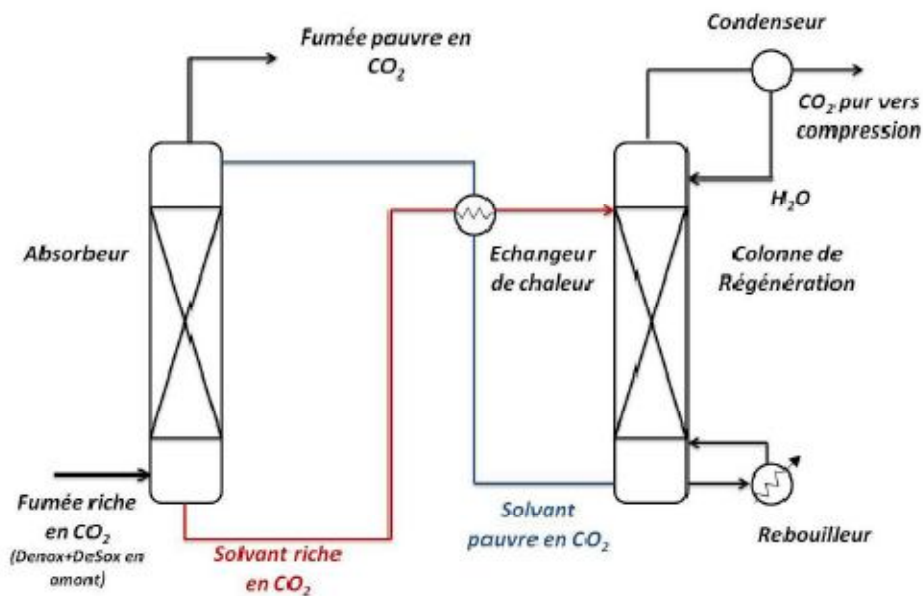 Fumée pauvre en
CO₂
Condenseur
CO₂ pur vers
compression
H₂O
Absorbeur
Echangeur
de chaleur
Colonne de
Régénération
Fumée riche
en CO₂
(Denox+DeSox en
amont)
Solvant riche
en CO₂
Solvant
pauvre en CO₂
Rebouilleur